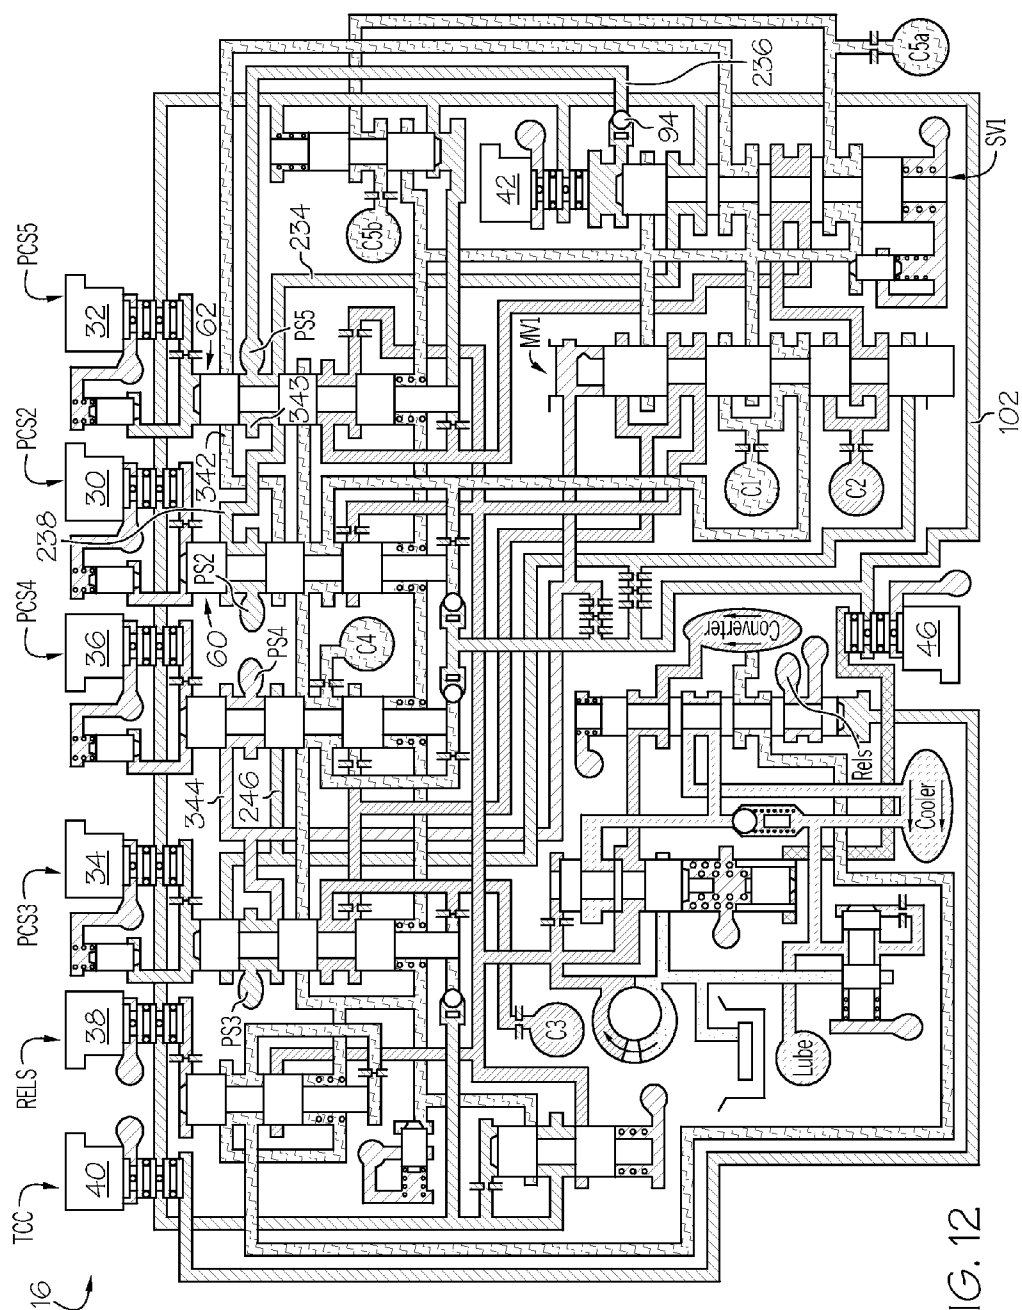 16
TCC
RELS
PCS3
PCS4
PCS2
PCS5
40
38
34
36
30
32
238
62
60
342
343
344
246
234
236
PS3
PS4
PS2
PS5
C4
C5b
C5a
42
94
SV1
MV1
C1
C2
102
C3
Converter
46
Rels
Cooler
Lube
FIG. 12